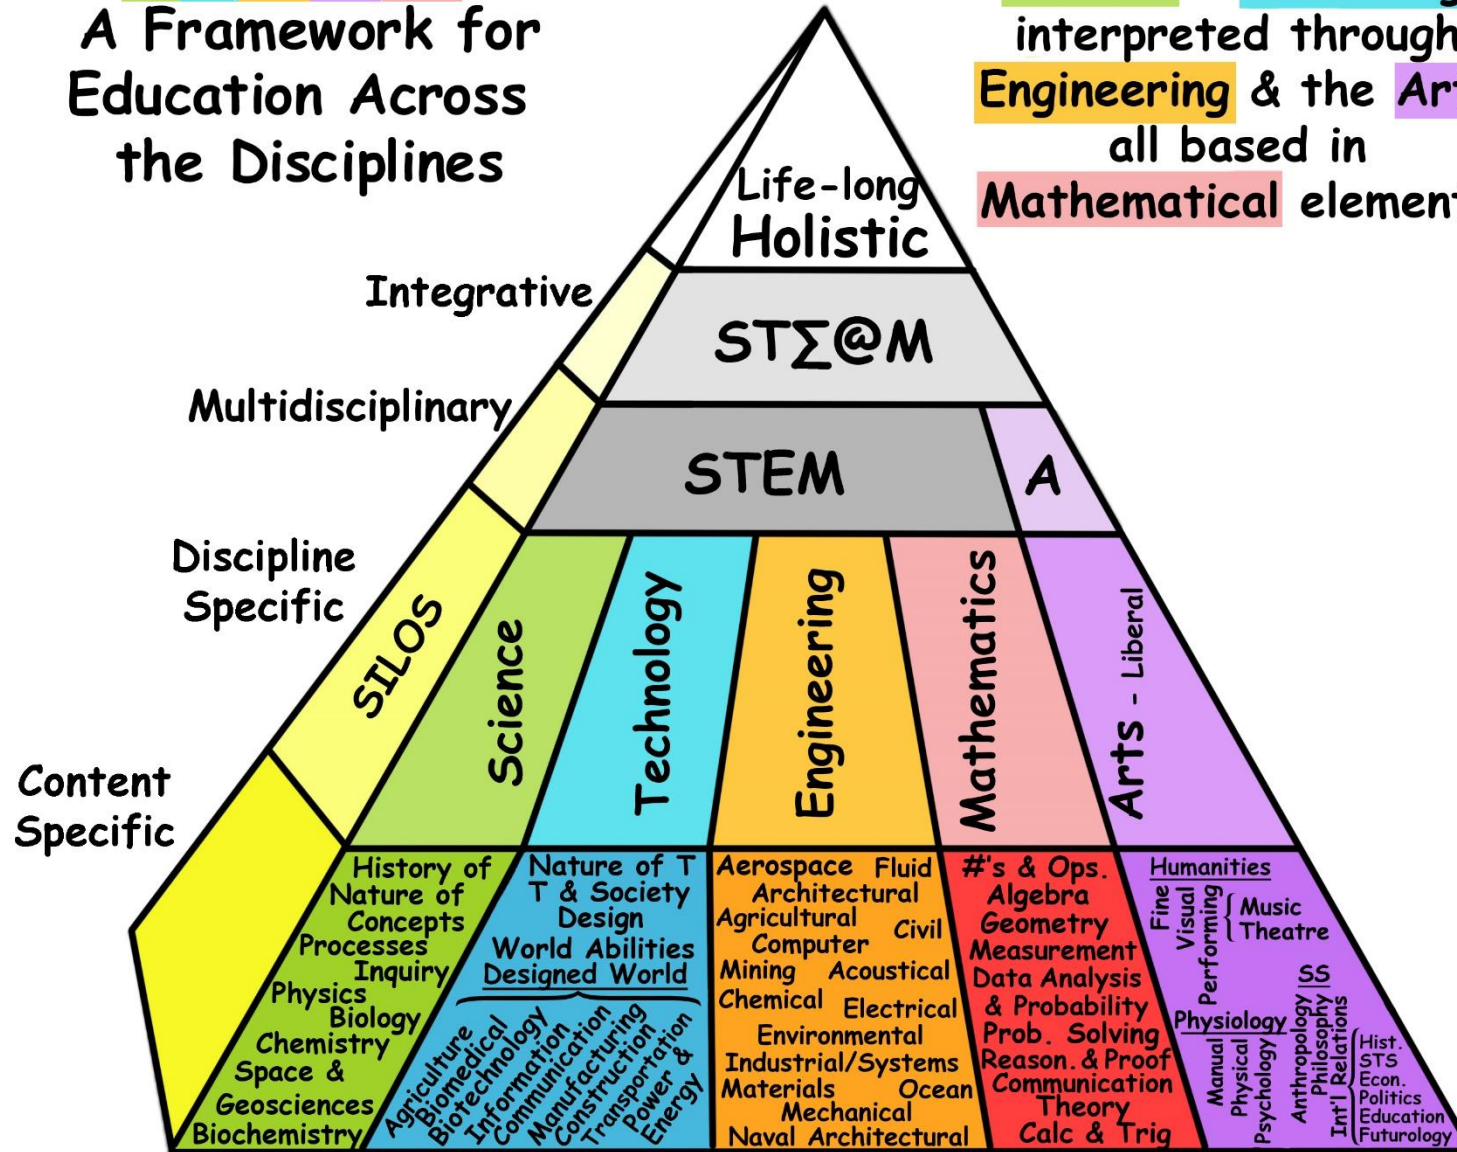 A Framework for
Education Across
the Disciplines
interpreted through
Engineering & the
all based in
Mathematical
Life-long
Holistic
Integrative
ST∑@M
Multidisciplinary
STEM
A
Discipline
Specific
SILOS
Science
Technology
Engineering
Mathematics
Arts - Liberal
Content
Specific
History of
Nature of
Concepts
Processes
Inquiry
Physics
Biology
Chemistry
Space &
Geosciences
Biochemistry
Nature of T
T & Society
Design
World Abilities
Designed World
Agriculture
Biomedical
Biotechnology
Information
Communication
Manufacturing
Construction
Transportation
Power &
Energy
Aerospace Fluid
Architectural
Agricultural Civil
Computer
Mining Acoustical
Chemical Electrical
Environmental
Industrial/Systems
Materials Ocean
Mechanical
Naval Architectural
#'s & Ops.
Algebra
Geometry
Measurement
Data Analysis
& Probability
Prob. Solving
Reason. & Proof
Communication
Theory
Calc & Trig
Humanities
Fine
Visual
Performing
Music
Theatre
SS
Physiology
Manual
Physical
Psychology
Anthropology
Philosophy
Int'l Relations
Hist.
STS
Econ.
Politics
Education
Futurology